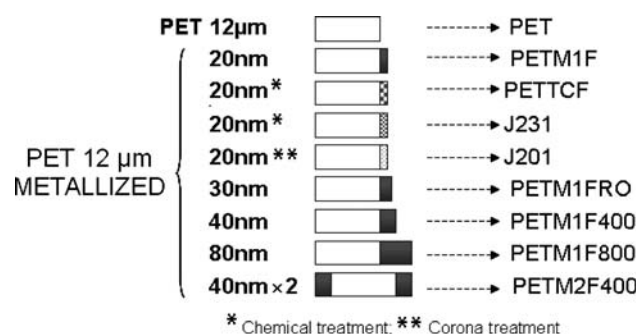 PET 12µm PET
20nm PETM1F
20nm* PETTCF
20nm* J231
20nm** J201
30nm PETM1FRO
40nm PETM1F400
80nm PETM1F800
40nm×2 PETM2F400
PET 12 µm
METALLIZED
* Chemical treatment; ** Corona treatment